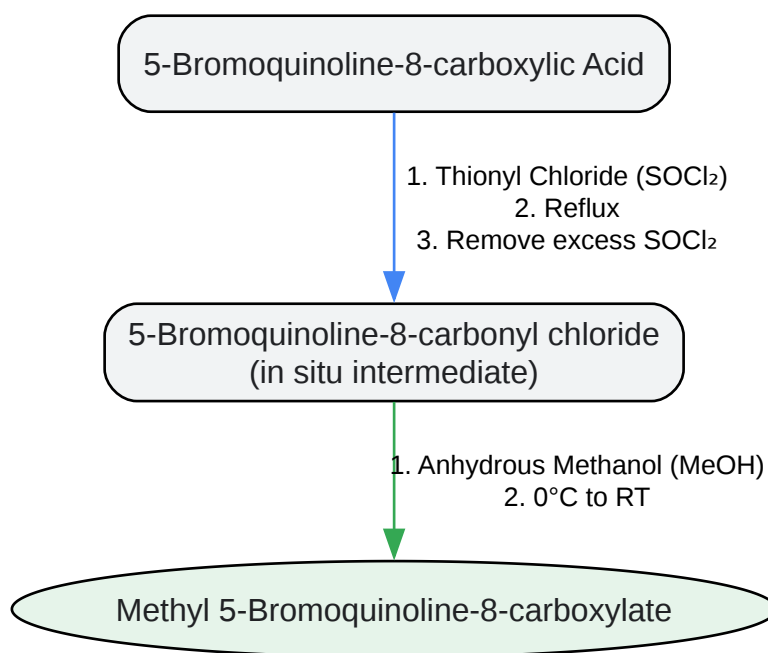 5-Bromoquinoline-8-carboxylic Acid
1. Thionyl Chloride (SOCl₂)
2. Reflux
3. Remove excess SOCl₂
5-Bromoquinoline-8-carbonyl chloride
(in situ intermediate)
1. Anhydrous Methanol (MeOH)
2. 0°C to RT
Methyl 5-Bromoquinoline-8-carboxylate